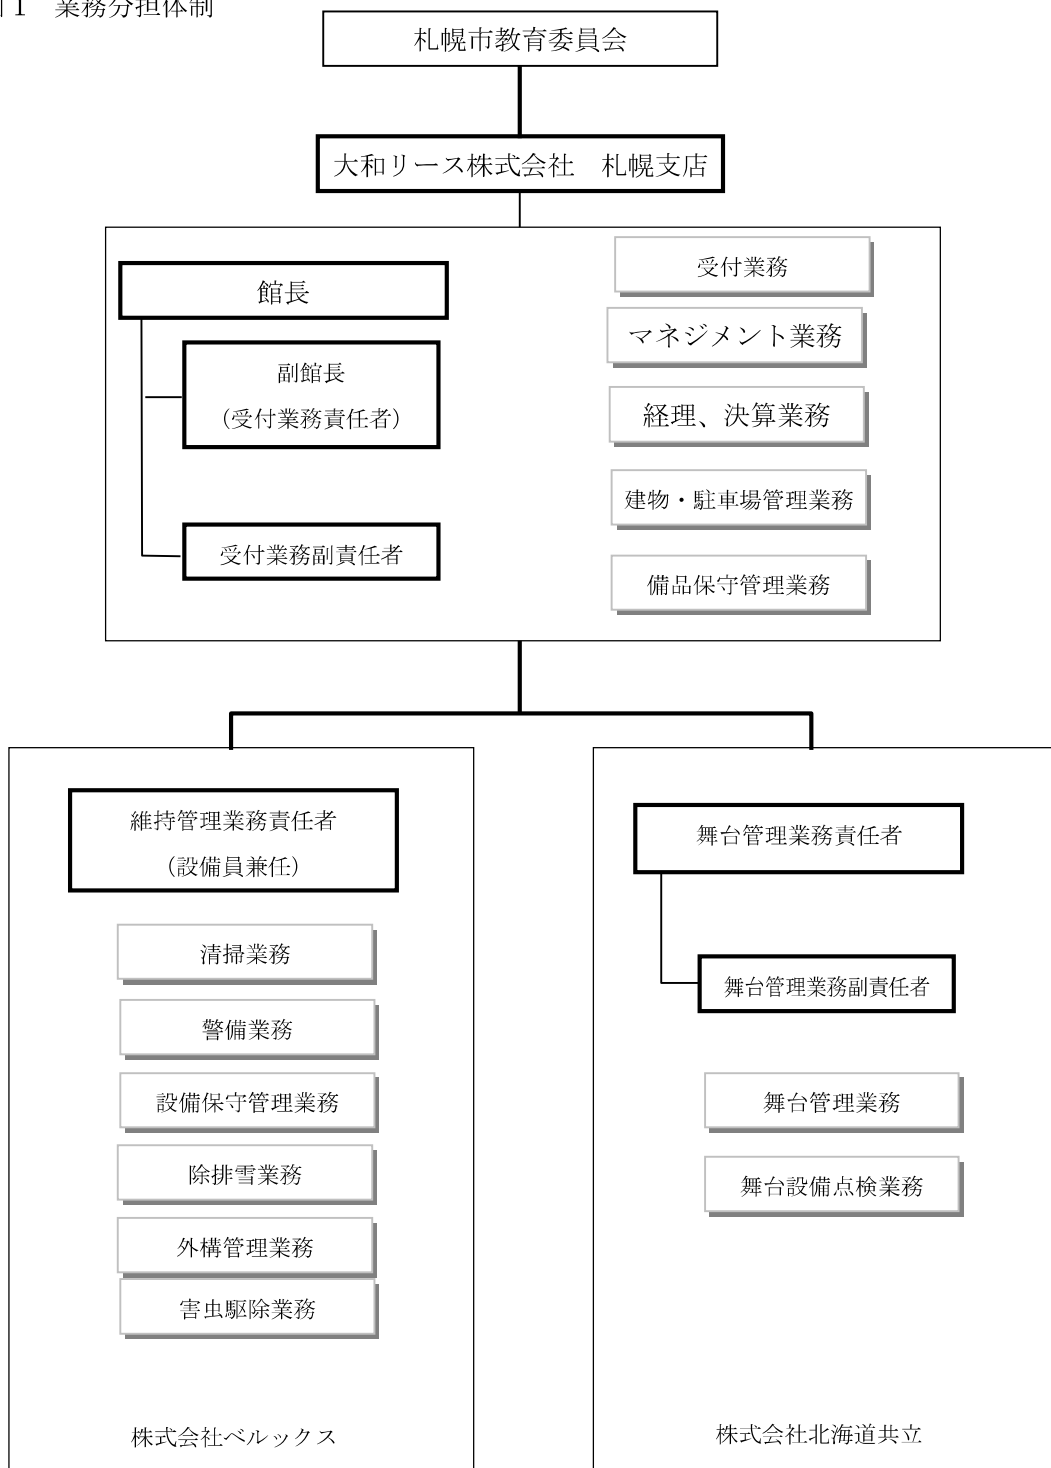 1 業務分担体制
札幌市教育委員会
大和リース株式会社 札幌支店
館長
副館長
（受付業務責任者）
受付業務副責任者
受付業務
マネジメント業務
経理、決算業務
建物・駐車場管理業務
備品保守管理業務
維持管理業務責任者
（設備員兼任）
清掃業務
警備業務
設備保守管理業務
除排雪業務
外構管理業務
害虫駆除業務
株式会社ベルックス
舞台管理業務責任者
舞台管理業務副責任者
舞台管理業務
舞台設備点検業務
株式会社北海道共立